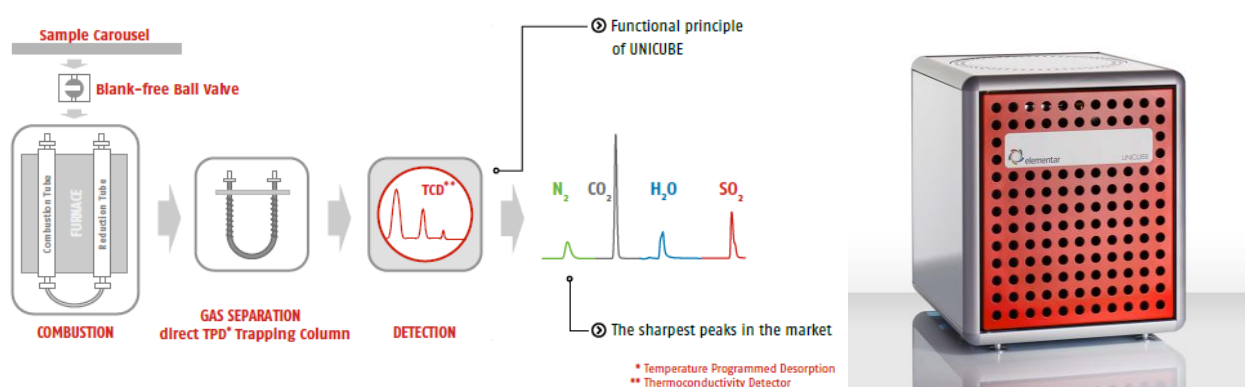 Sample Carousel
Blank-free Ball Valve
Combustion Tube
FURNACE
Reduction Tube
COMBUSTION
GAS SEPARATION
direct TPD* Trapping Column
TCD**
DETECTION
Functional principle
of UNICUBE
N₂
CO₂
H₂O
SO₂
The sharpest peaks in the market
* Temperature Programmed Desorption
** Thermoconductivity Detector
elementar
UNICUBE